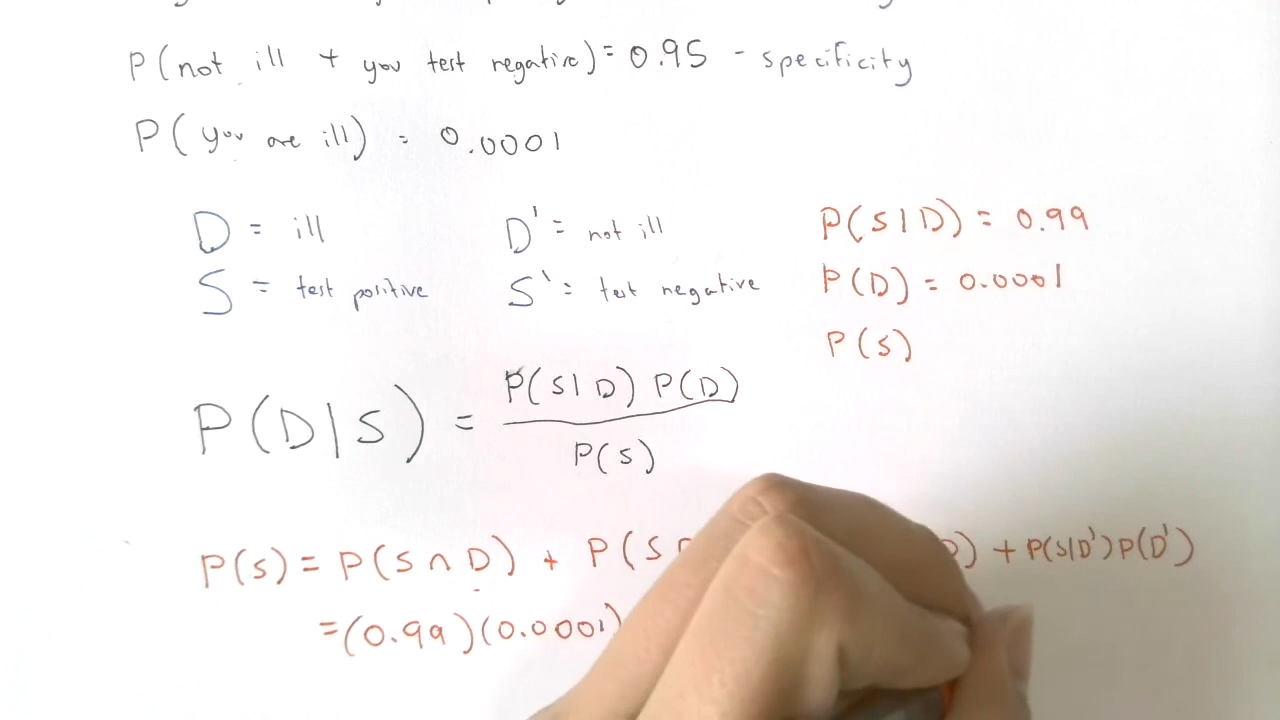 P(not ill + you test negative) = 0.95 - specificity
P(you are ill) = 0.0001
D = ill D' = not ill P(S|D) = 0.99
S = test positive S' = test negative P(D) = 0.0001
P(S)
P(D|S) = P(S|D) P(D)
P(S)
P(S) = P(S ∩ D) + P(S ) + P(S|D')P(D')
= (0.99)(0.0001)